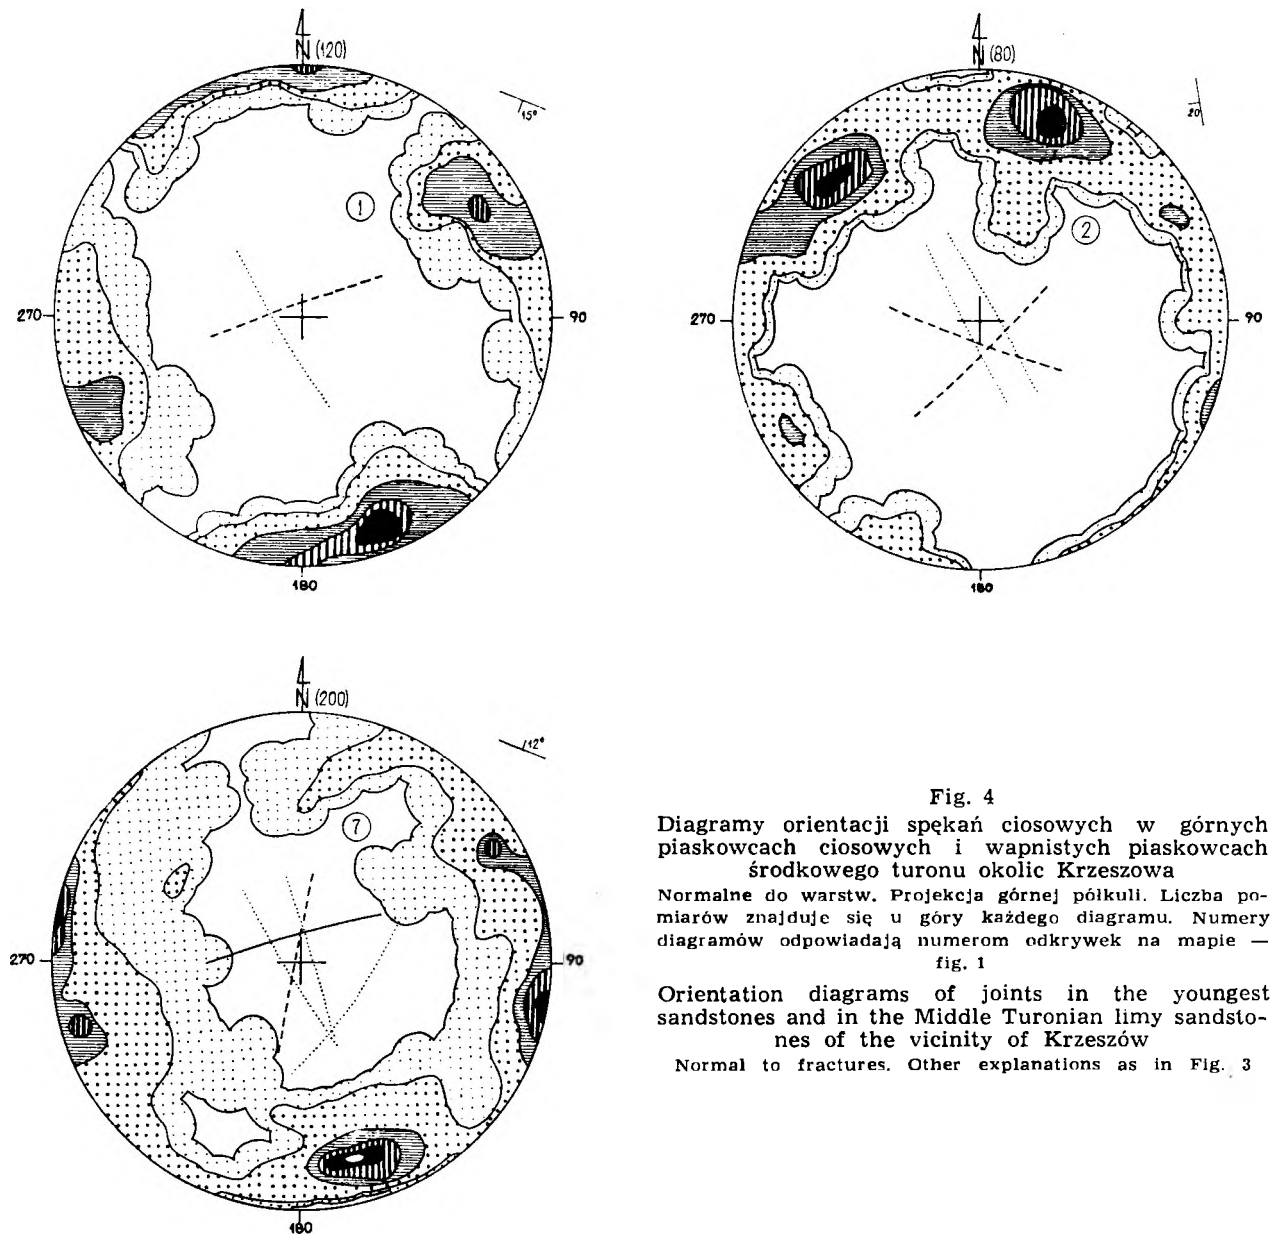 N (120)
15°
1
270
90
180
N (80)
20
2
270
90
180
N (200)
12°
7
270
90
180
Fig. 4
Diagramy orientacji spękań ciosowych w górnych
piaskowcach ciosowych i wapnistych piaskowcach
środkowego turonu okolic Krzeszowa
Normalne do warstw. Projekcja górnej półkuli. Liczba po-
miarów znajduje się u góry każdego diagramu. Numery
diagramów odpowiadają numerom odkrywek na mapie —
fig. 1
Orientation diagrams of joints in the youngest
sandstones and in the Middle Turonian limy sandsto-
nes of the vicinity of Krzeszów
Normal to fractures. Other explanations as in Fig. 3